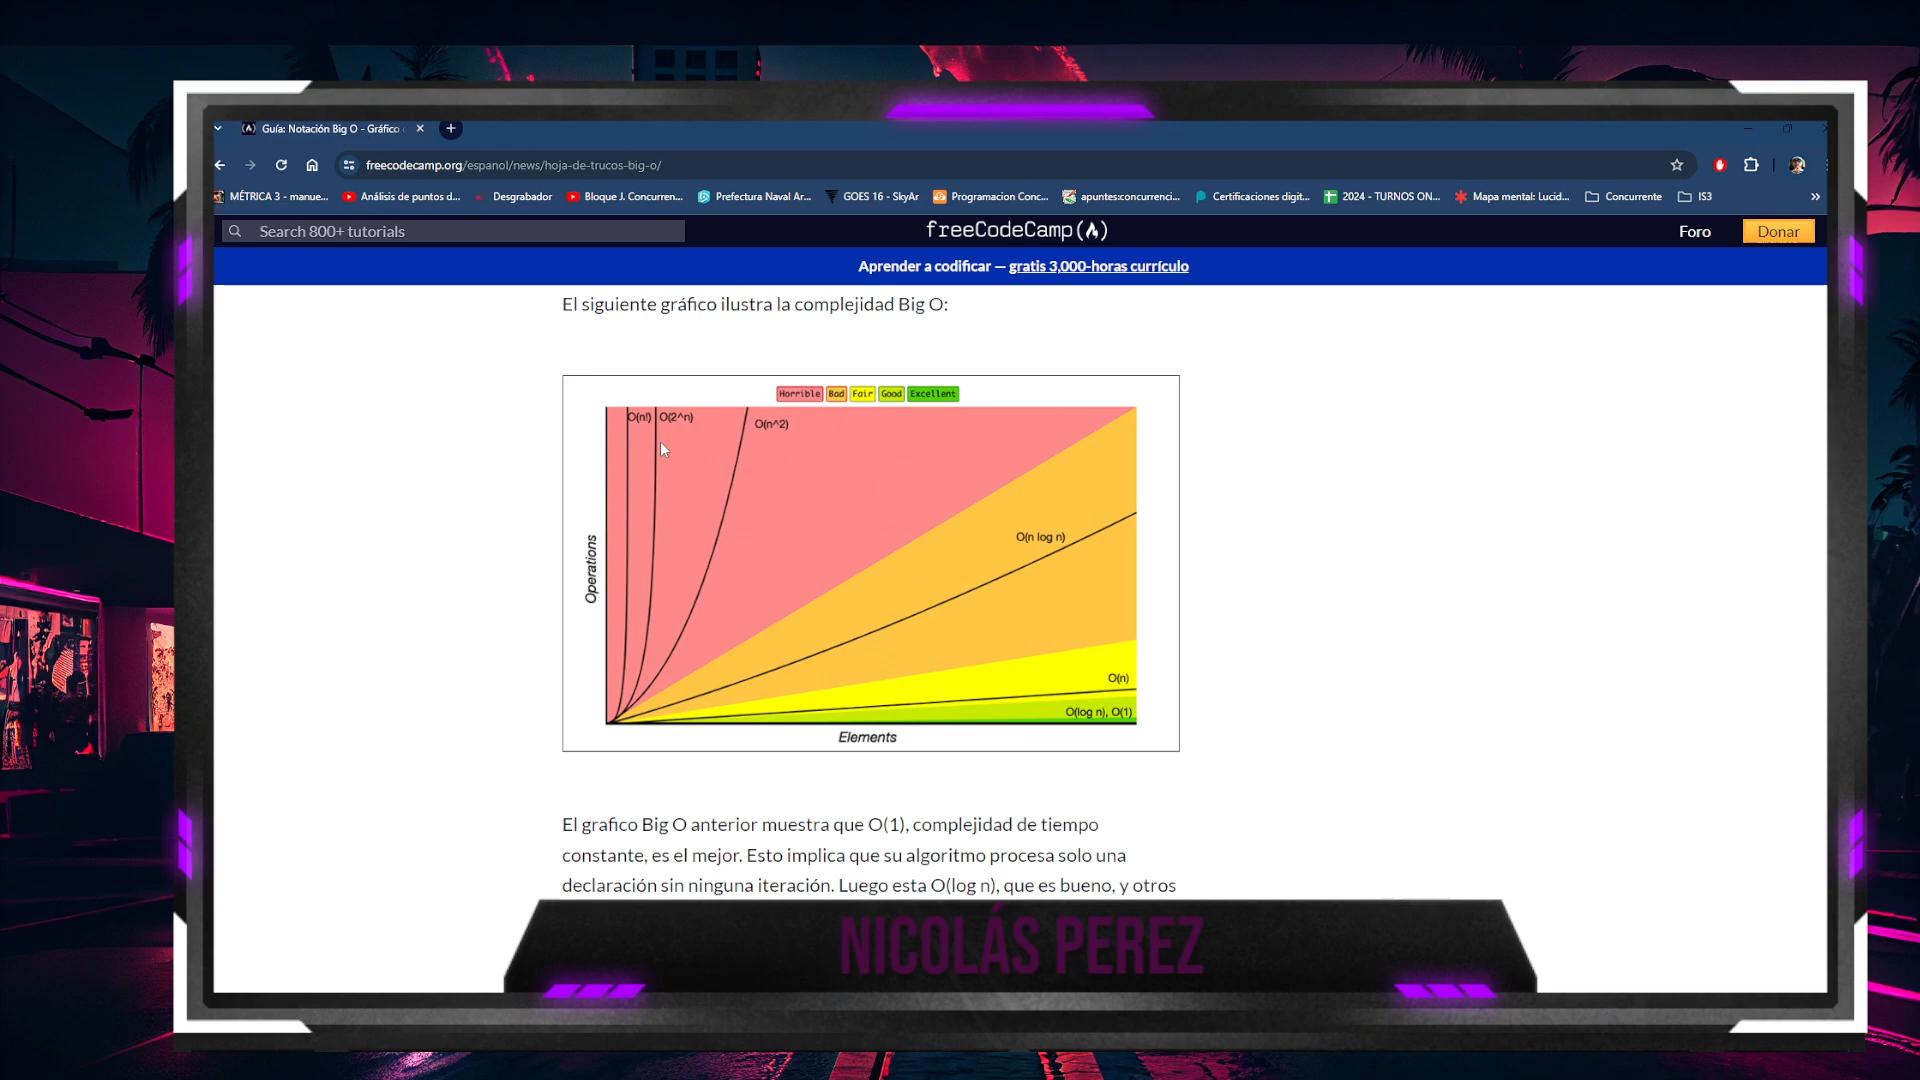 Guía: Notación Big O - Gráfico
freecodecamp.org/espanol/news/hoja-de-trucos-big-o/
MÉTRICA 3 - manue...
Análisis de puntos d...
Desgrabador
Bloque J. Concurren...
Prefectura Naval Ar...
GOES 16 - SkyAr
Programacion Conc...
apuntes:concurrenci...
Certificaciones digit...
2024 - TURNOS ON...
Mapa mental: Lucid...
Concurrente
IS3
»
Search 800+ tutorials
freeCodeCamp(🔥)
Foro
Donar
Aprender a codificar — gratis 3,000-horas currículo
El siguiente gráfico ilustra la complejidad Big O:
Horrible Bad Fair Good Excellent
O(n!)
O(2^n)
O(n^2)
O(n log n)
O(n)
O(log n), O(1)
Operations
Elements
El grafico Big O anterior muestra que O(1), complejidad de tiempo
constante, es el mejor. Esto implica que su algoritmo procesa solo una
declaración sin ninguna iteración. Luego esta O(log n), que es bueno, y otros
NICOLÁS PEREZ